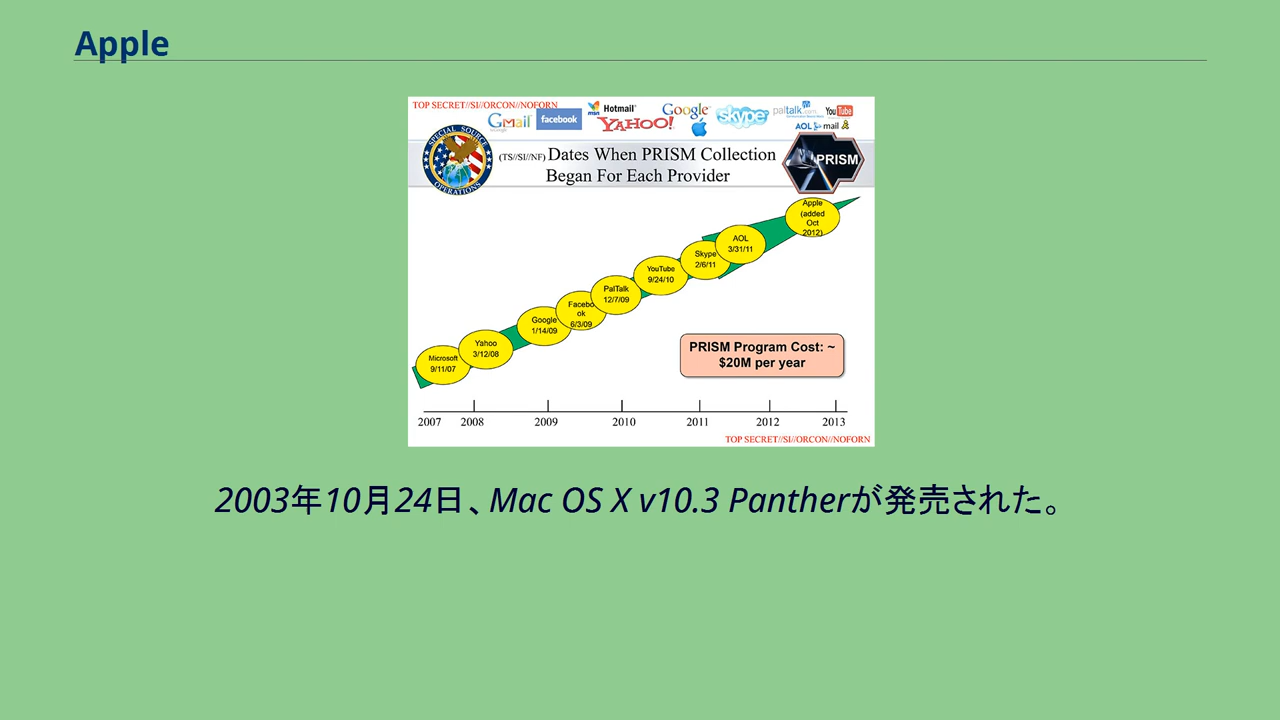 Apple
TOP SECRET//SI//ORCON//NOFORN
Gmail
facebook
msn Hotmail
YAHOO!
Google
skype
paltalk.com
YouTube
AOL mail
SPECIAL SOURCE OPERATIONS
(TS//SI//NF) Dates When PRISM Collection
Began For Each Provider
PRISM
Microsoft
9/11/07
Yahoo
3/12/08
Google
1/14/09
Facebo
ok
6/3/09
PalTalk
12/7/09
YouTube
9/24/10
Skype
2/6/11
AOL
3/31/11
Apple
(added
Oct
2012)
PRISM Program Cost: ~
$20M per year
2007 2008 2009 2010 2011 2012 2013
TOP SECRET//SI//ORCON//NOFORN
2003年10月24日、Mac OS X v10.3 Pantherが発売された。